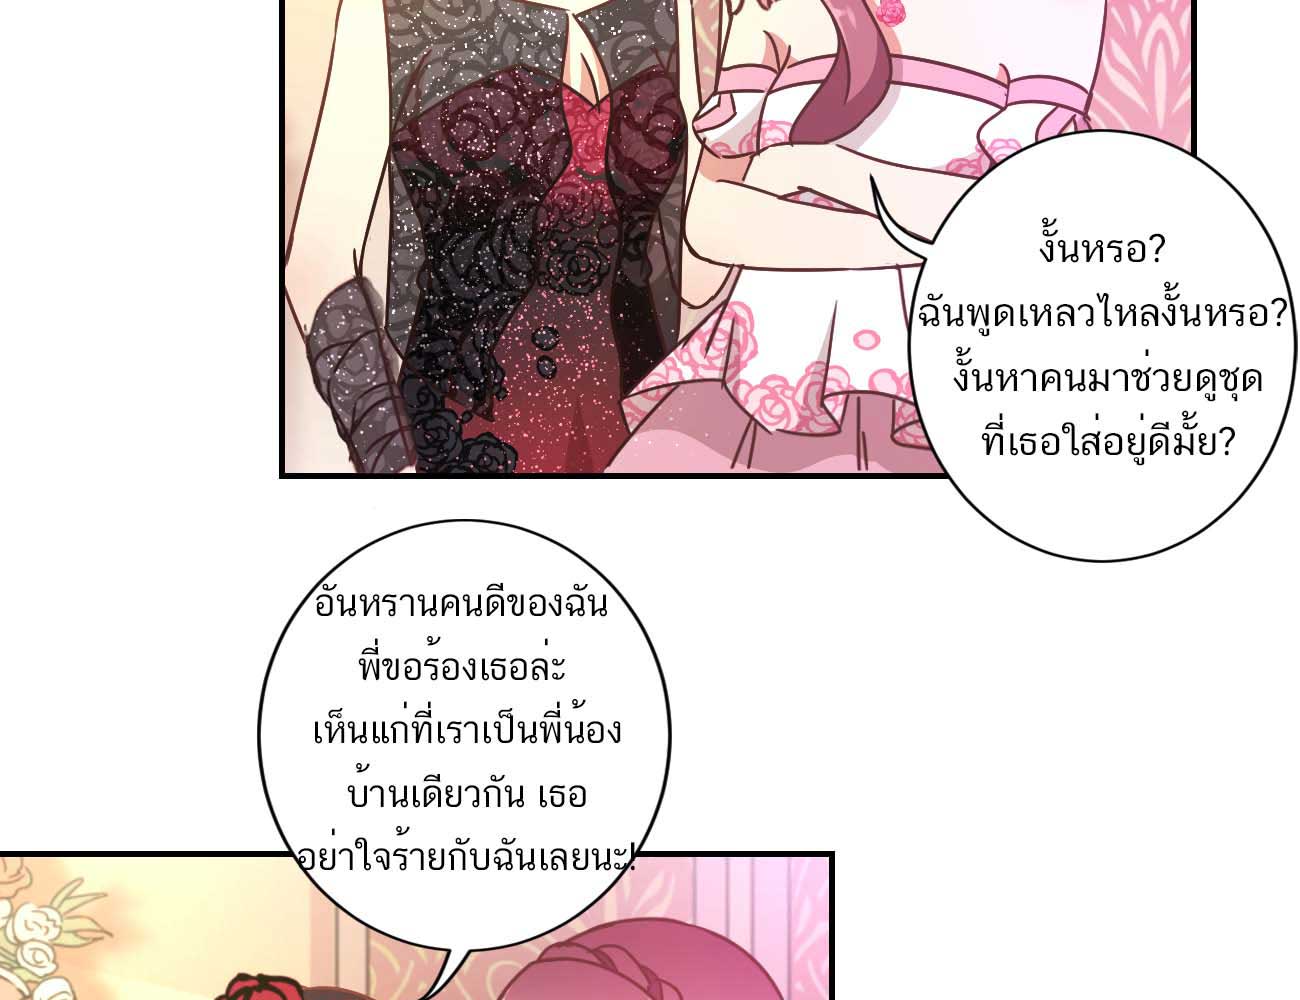 งั้นหรอ?
ฉันพูดเหลวไหลงั้นหรอ?
งั้นหาคนมาช่วยดูชุด
ที่เธอใส่อยู่ดีมั้ย?
อันหรานคนดีของฉัน
พี่ขอร้องเธอล่ะ
เห็นแก่ที่เราเป็นพี่น้อง
บ้านเดียวกัน เธอ
อย่าใจร้ายกับฉันเลยนะ!